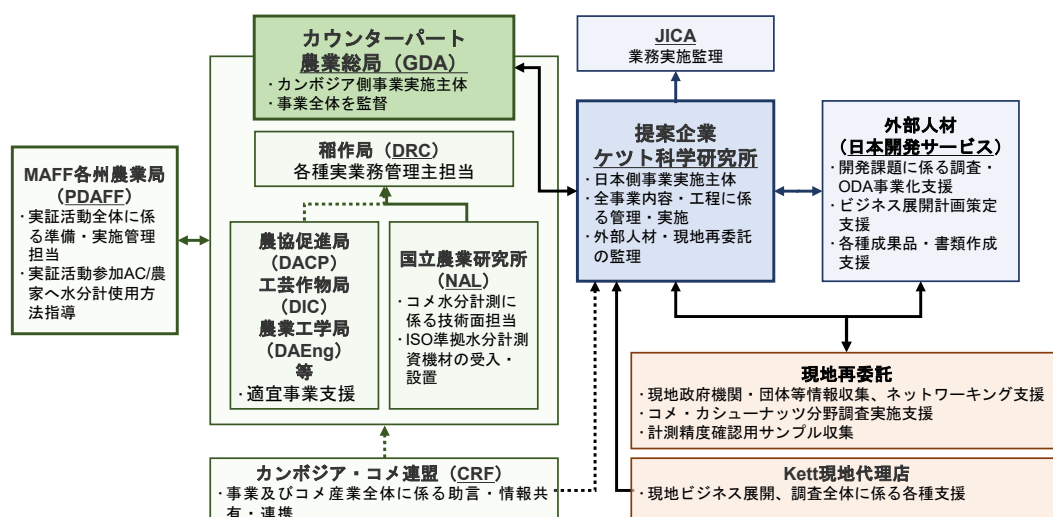 カウンターパート
農業総局（GDA）
・カンボジア側事業実施主体
・事業全体を監督
JICA
業務実施監理
提案企業
ケツト科学研究所
・日本側事業実施主体
・全事業内容・工程に係
る管理・実施
・外部人材・現地再委託
の監理
外部人材
（日本開発サービス）
・開発課題に係る調査・
ODA事業化支援
・ビジネス展開計画策定
支援
・各種成果品・書類作成
支援
稲作局（DRC）
各種実業務管理主担当
MAFF各州農業局
（PDAFF）
・実証活動全体に係
る準備・実施管理
担当
・実証活動参加AC/農
家へ水分計使用方
法指導
農協促進局
（DACP）
工芸作物局
（DIC）
農業工学局
（DAEng）
等
・適宜事業支援
国立農業研究所
（NAL）
・コメ水分計測に
係る技術面担当
・ISO準拠水分計測
資機材の受入・
設置
現地再委託
・現地政府機関・団体等情報収集、ネットワーキング支援
・コメ・カシューナッツ分野調査実施支援
・計測精度確認用サンプル収集
カンボジア・コメ連盟（CRF）
・事業及びコメ産業全体に係る助言・情報共
有・連携
Kett現地代理店
・現地ビジネス展開、調査全体に係る各種支援